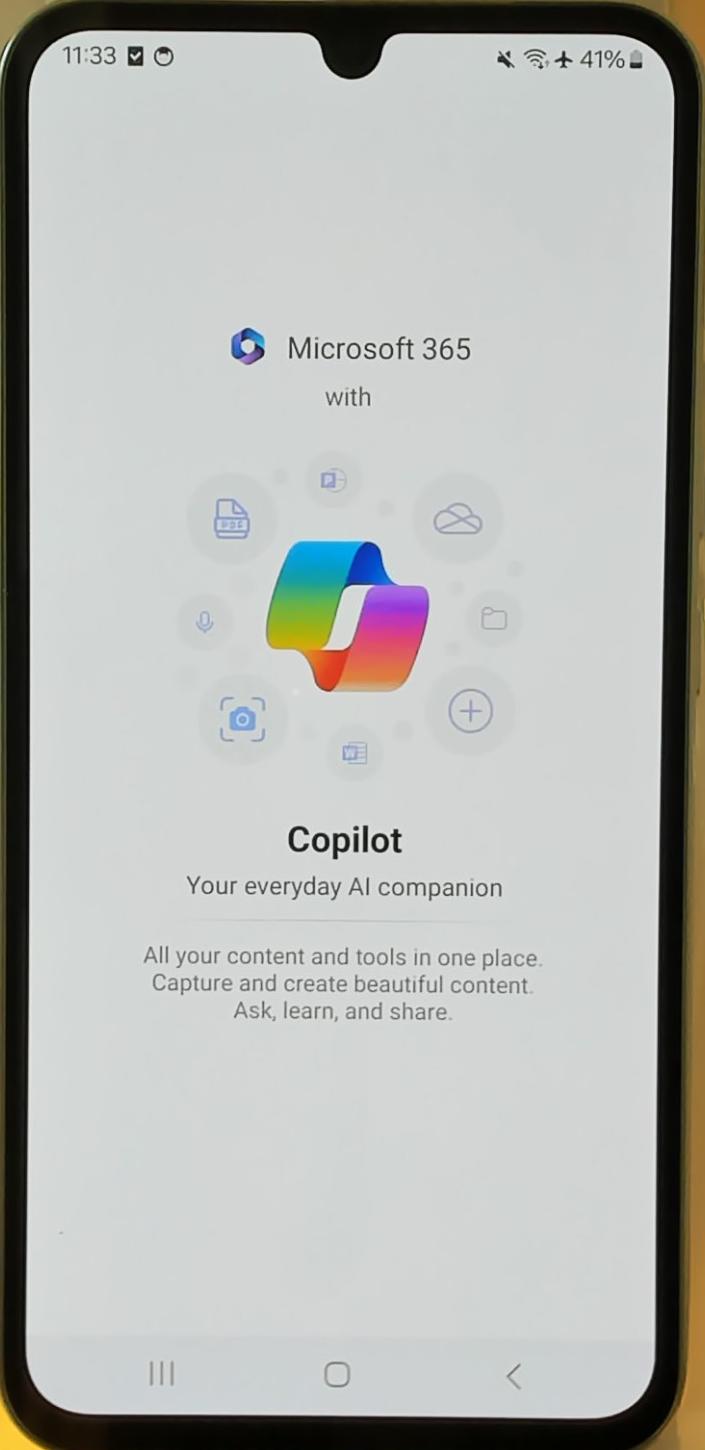 11:33 41%
Microsoft 365
with
P
PDF
W
Copilot
Your everyday AI companion
All your content and tools in one place.
Capture and create beautiful content.
Ask, learn, and share.